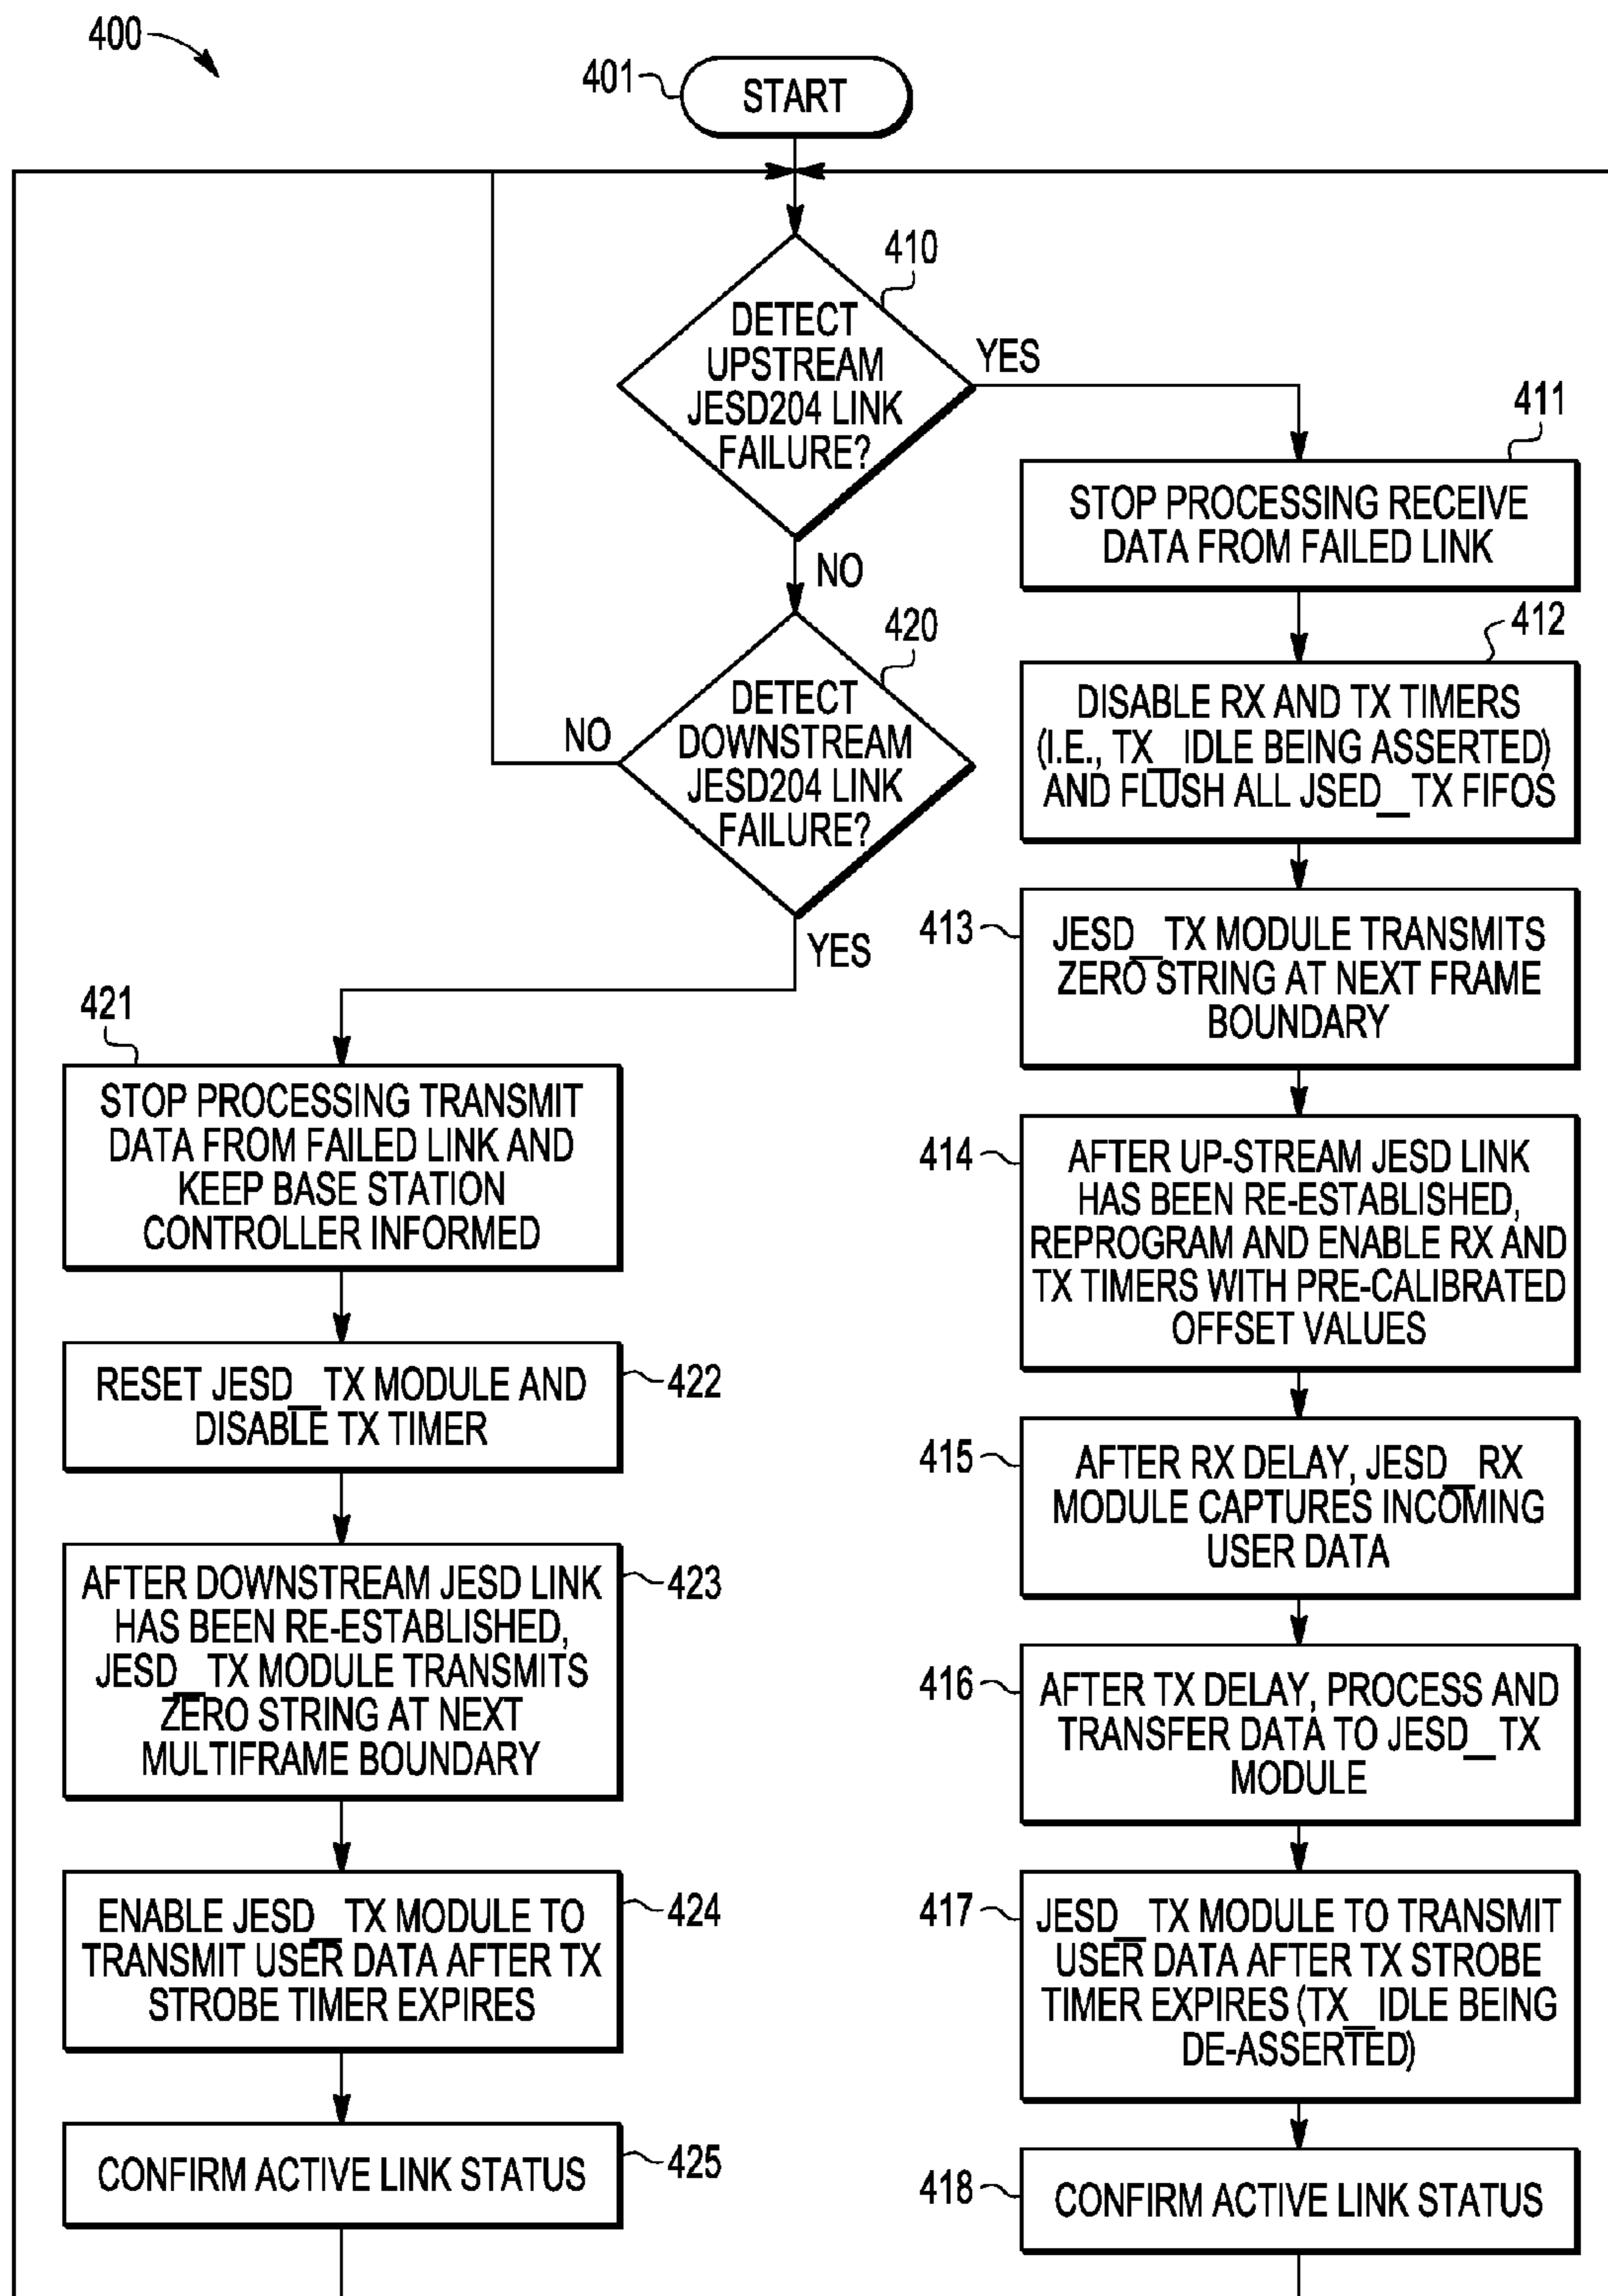 400
401
START
410
DETECT
UPSTREAM
JESD204 LINK
FAILURE?
YES
NO
411
STOP PROCESSING RECEIVE
DATA FROM FAILED LINK
412
DISABLE RX AND TX TIMERS
(I.E., TX_IDLE BEING ASSERTED)
AND FLUSH ALL JSED_TX FIFOS
420
DETECT
DOWNSTREAM
JESD204 LINK
FAILURE?
NO
YES
413
JESD_TX MODULE TRANSMITS
ZERO STRING AT NEXT FRAME
BOUNDARY
414
AFTER UP-STREAM JESD LINK
HAS BEEN RE-ESTABLISHED,
REPROGRAM AND ENABLE RX AND
TX TIMERS WITH PRE-CALIBRATED
OFFSET VALUES
415
AFTER RX DELAY, JESD_RX
MODULE CAPTURES INCOMING
USER DATA
416
AFTER TX DELAY, PROCESS AND
TRANSFER DATA TO JESD_TX
MODULE
417
JESD_TX MODULE TO TRANSMIT
USER DATA AFTER TX STROBE
TIMER EXPIRES (TX_IDLE BEING
DE-ASSERTED)
418
CONFIRM ACTIVE LINK STATUS
421
STOP PROCESSING TRANSMIT
DATA FROM FAILED LINK AND
KEEP BASE STATION
CONTROLLER INFORMED
422
RESET JESD_TX MODULE AND
DISABLE TX TIMER
423
AFTER DOWNSTREAM JESD LINK
HAS BEEN RE-ESTABLISHED,
JESD_TX MODULE TRANSMITS
ZERO STRING AT NEXT
MULTIFRAME BOUNDARY
424
ENABLE JESD_TX MODULE TO
TRANSMIT USER DATA AFTER TX
STROBE TIMER EXPIRES
425
CONFIRM ACTIVE LINK STATUS